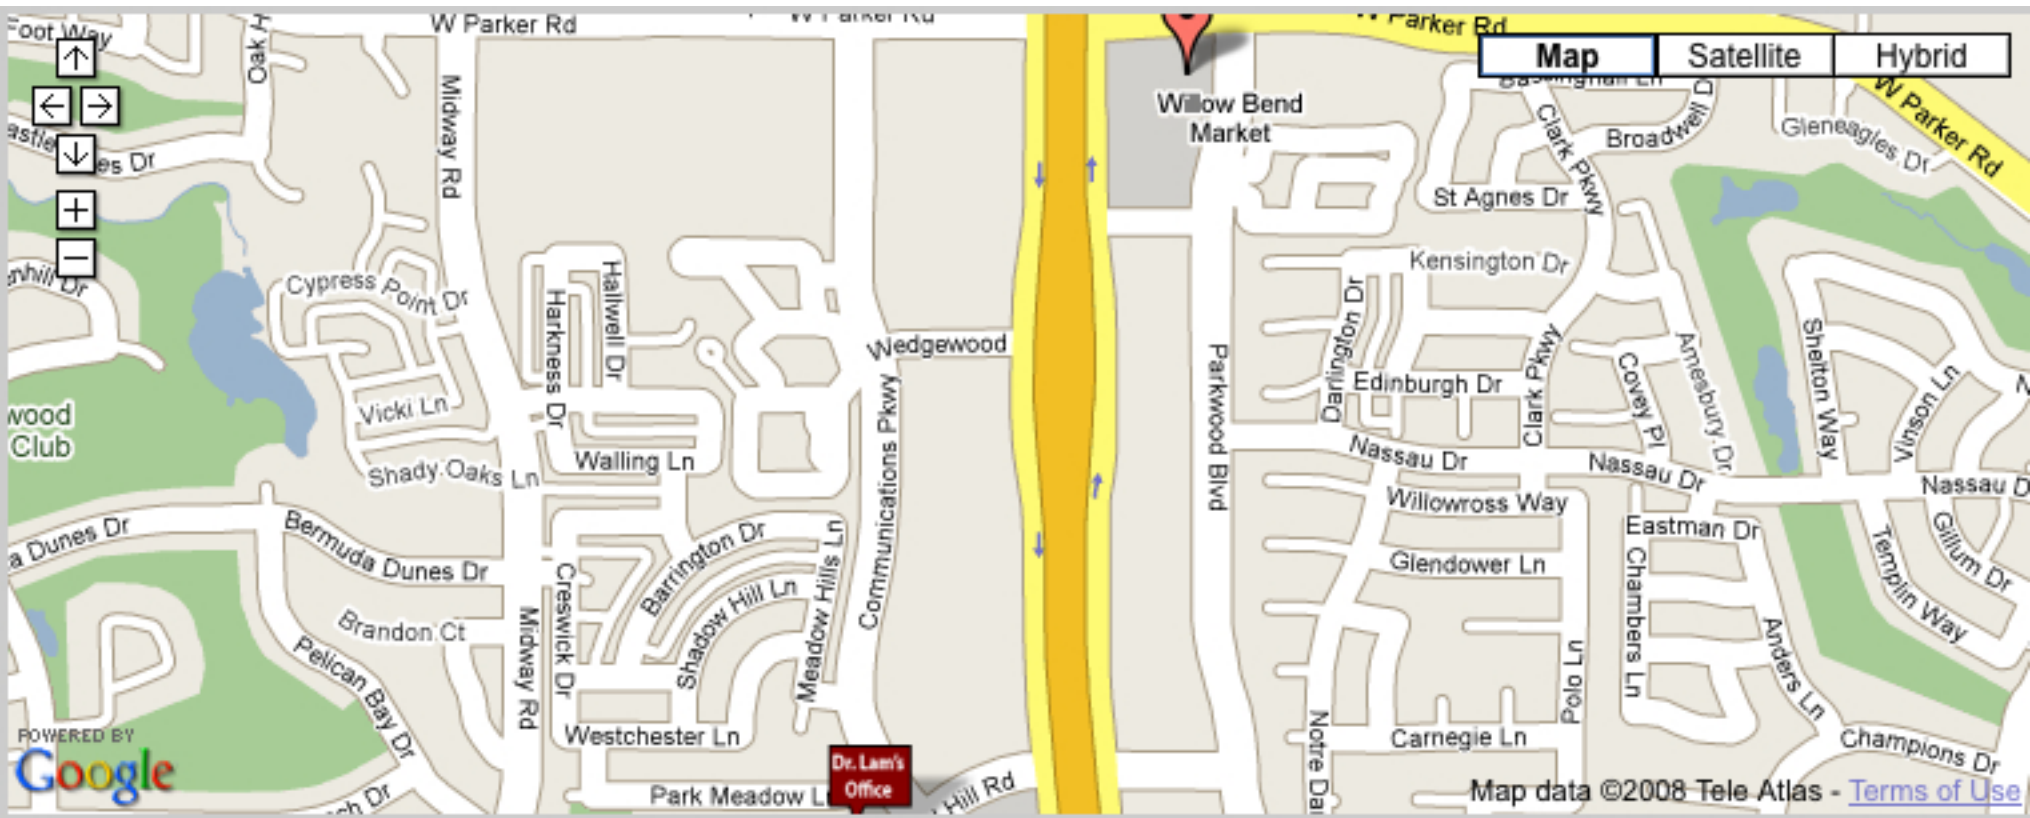 W Parker Rd
W Parker Rd
W Parker Rd
Foot Way
Oak H
Map
Satellite
Hybrid
Midway Rd
Willow Bend
Market
Clark Pkwy
Broadwell D
Gleneagles Dr
W Parker Rd
es Dr
St Agnes Dr
Kensington Dr
nhill Dr
Cypress Point Dr
Hallwell Dr
Harkness Dr
Wedgewood
Darlington Dr
Edinburgh Dr
Clark Pkwy
Covey Pl
Amesbury Dr
Shelton Way
Vinson Ln
N
Parkwood Blvd
Communications Pkwy
wood
Club
Vicki Ln
Walling Ln
Shady Oaks Ln
Nassau Dr
Nassau Dr
Nassau D
Willowross Way
a Dunes Dr
Bermuda Dunes Dr
Barrington Dr
Eastman Dr
Gillum Dr
Templin Way
Glendower Ln
Creswick Dr
Shadow Hill Ln
Meadow Hills Ln
Chambers Ln
Brandon Ct
Midway Rd
Pelican Bay Dr
Polo Ln
Anders Ln
Westchester Ln
Notre Da
Carnegie Ln
Champions Dr
POWERED BY
Google
Dr. Lam's
Office
Park Meadow L
Hill Rd
ch Dr
Map data ©2008 Tele Atlas - Terms of Use